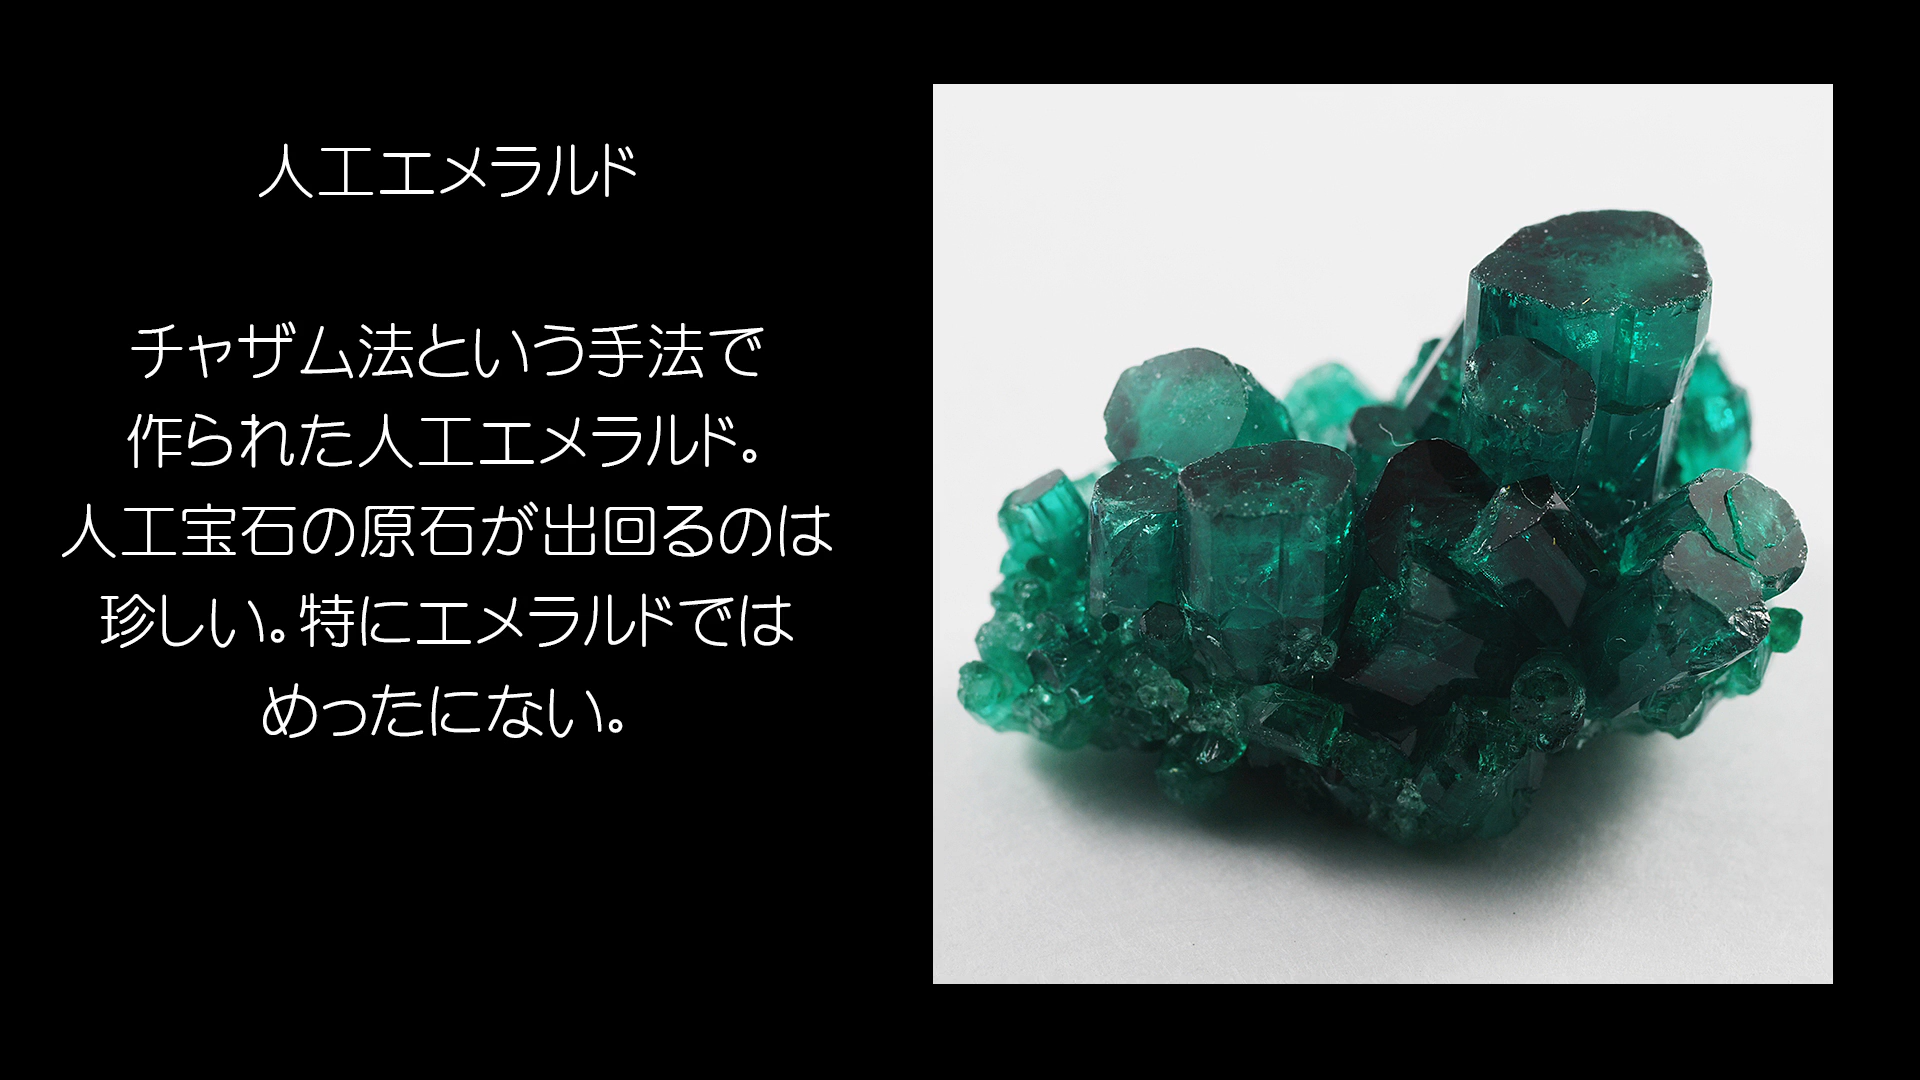 人工エメラルド
チャザム法という手法で
作られた人工エメラルド。
人工宝石の原石が出回るのは
珍しい。特にエメラルドでは
めったにない。